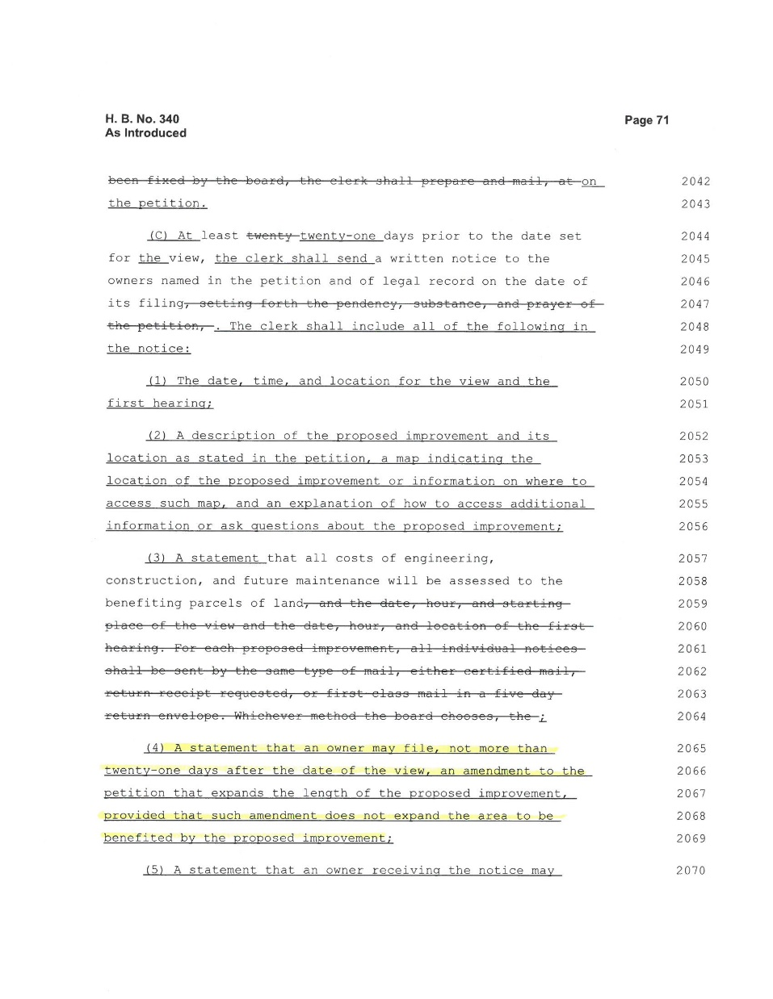 H. B. No. 340 Page 71
As Introduced
been fixed by the board, the clerk shall prepare and mail, at on 2042
the petition. 2043
(C) At least twenty twenty-one days prior to the date set 2044
for the view, the clerk shall send a written notice to the 2045
owners named in the petition and of legal record on the date of 2046
its filing, setting forth the pendency, substance, and prayer of 2047
the petition, . The clerk shall include all of the following in 2048
the notice: 2049
(1) The date, time, and location for the view and the 2050
first hearing; 2051
(2) A description of the proposed improvement and its 2052
location as stated in the petition, a map indicating the 2053
location of the proposed improvement or information on where to 2054
access such map, and an explanation of how to access additional 2055
information or ask questions about the proposed improvement; 2056
(3) A statement that all costs of engineering, 2057
construction, and future maintenance will be assessed to the 2058
benefiting parcels of land, and the date, hour, and starting 2059
place of the view and the date, hour, and location of the first 2060
hearing. For each proposed improvement, all individual notices 2061
shall be sent by the same type of mail, either certified mail, 2062
return receipt requested, or first-class mail in a five-day 2063
return envelope. Whichever method the board chooses, the ; 2064
(4) A statement that an owner may file, not more than 2065
twenty-one days after the date of the view, an amendment to the 2066
petition that expands the length of the proposed improvement, 2067
provided that such amendment does not expand the area to be 2068
benefited by the proposed improvement; 2069
(5) A statement that an owner receiving the notice may 2070